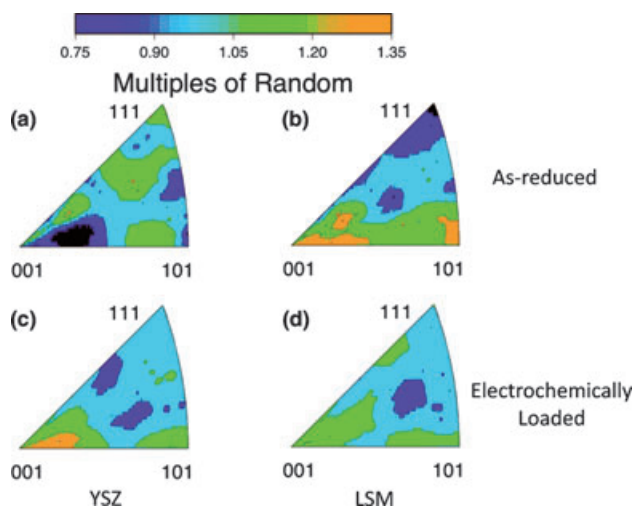 0.75 0.90 1.05 1.20 1.35
Multiples of Random
(a) 111 (b) 111
As-reduced
001 101 001 101
(c) 111 (d) 111
Electrochemically
Loaded
001 101 001 101
YSZ LSM